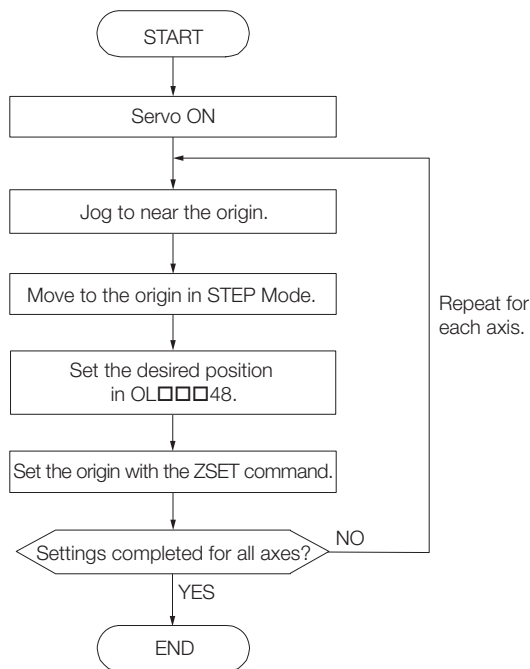 START
Servo ON
Jog to near the origin.
Move to the origin in STEP Mode.
Repeat for
each axis.
Set the desired position
in OL□□□48.
Set the origin with the ZSET command.
Settings completed for all axes?
NO
YES
END